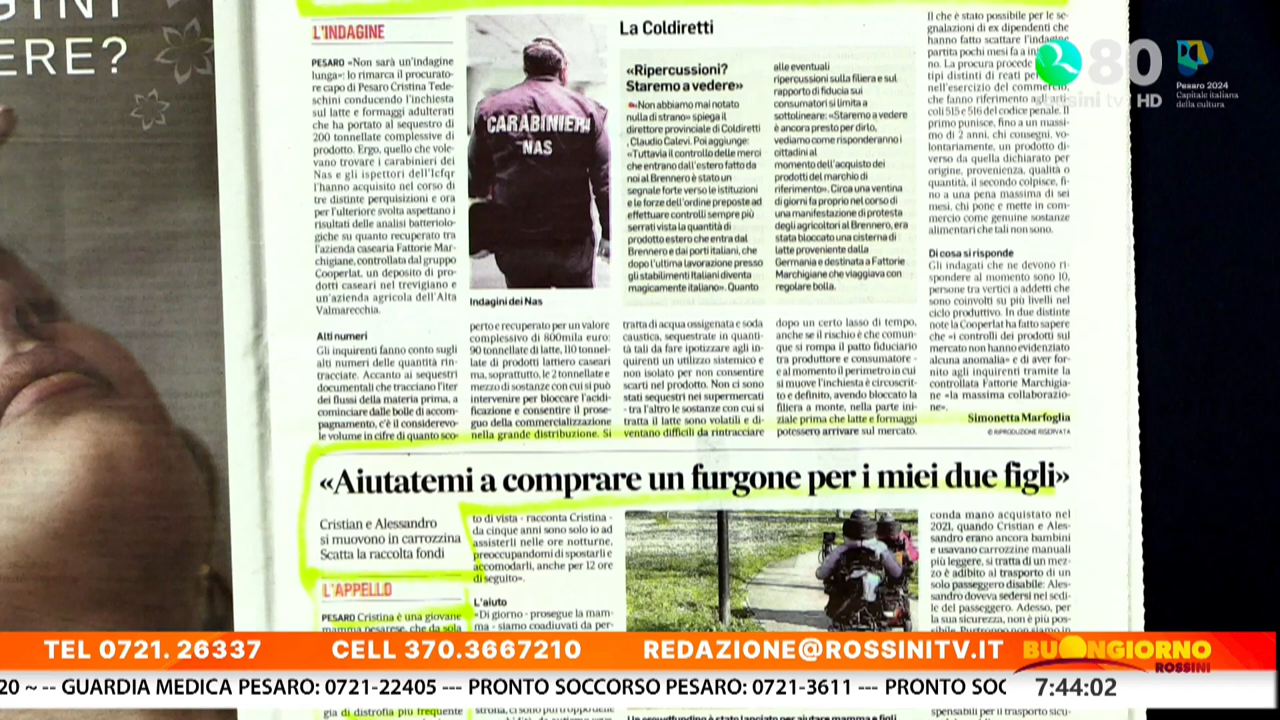 ERE?
L'INDAGINE
PESARO «Non sarà un'indagine
lunga»: lo rimarca il procurato-
re capo di Pesaro Cristina Tede-
schini conducendo l'inchiesta
sul latte e formaggi adulterati
che ha portato al sequestro di
200 tonnellate complessive di
prodotto. Ergo, quello che vole-
vano trovare i carabinieri dei
Nas e gli ispettori dell'Icfqr
l'hanno acquisito nel corso di
tre distinte perquisizioni e ora
per l'ulteriore svolta aspettano i
risultati delle analisi batteriolo-
giche su quanto recuperato tra
l'azienda casearia Fattorie Mar-
chigiane, controllata dal gruppo
Cooperlat, un deposito di pro-
dotti caseari nel trevigiano e
un'azienda agricola dell'Alta
Valmarecchia.
Alti numeri
Gli inquirenti fanno conto sugli
alti numeri delle quantità rin-
tracciate. Accanto ai sequestri
documentali che tracciano l'iter
dei flussi della materia prima, a
cominciare dalle bolle di accom-
pagnamento, c'è il considerevo-
le volume in cifre di quanto sco-
CARABINIERI
NAS
Indagini dei Nas
perto e recuperato per un valore
complessivo di 800mila euro:
90 tonnellate di latte, 110 tonnel-
late di prodotti lattiero caseari
ma, soprattutto, le 2 tonnellate e
mezzo di sostanze con cui si può
intervenire per bloccare l'acidi-
ficazione e consentire il prose-
guo della commercializzazione
nella grande distribuzione. Si
La Coldiretti
«Ripercussioni?
Staremo a vedere»
«Non abbiamo mai notato
nulla di strano» spiega il
direttore provinciale di Coldiretti
, Claudio Calevi. Poi aggiunge:
«Tuttavia il controllo delle merci
che entrano dall'estero fatto da
noi al Brennero è stato un
segnale forte verso le istituzioni
e le forze dell'ordine preposte ad
effettuare controlli sempre più
serrati vista la quantità di
prodotto estero che entra dal
Brennero e dai porti italiani, che
dopo l'ultima lavorazione presso
gli stabilimenti Italiani diventa
magicamente italiano». Quanto
alle eventuali
ripercussioni sulla filiera e sul
rapporto di fiducia sui
consumatori si limita a
sottolineare: «Staremo a vedere
è ancora presto per dirlo,
vediamo come risponderanno i
cittadini al
momento dell'acquisto dei
prodotti del marchio di
riferimento». Circa una ventina
di giorni fa proprio nel corso di
una manifestazione di protesta
degli agricoltori al Brennero, era
stata bloccato una cisterna di
latte proveniente dalla
Germania e destinata a Fattorie
Marchigiane che viaggiava con
regolare bolla.
tratta di acqua ossigenata e soda
caustica, sequestrate in quanti-
tà tali da fare ipotizzare agli in-
quirenti un utilizzo sistemico e
non isolato per non consentire
scarti nel prodotto. Non ci sono
stati sequestri nei supermercati
- tra l'altro le sostanze con cui si
tratta il latte sono volatili e di-
ventano difficili da rintracciare
dopo un certo lasso di tempo,
anche se il rischio è che comun-
que si rompa il patto fiduciario
tra produttore e consumatore -
e al momento il perimetro in cui
si muove l'inchiesta è circoscrit-
to e definito, avendo bloccato la
filiera a monte, nella parte ini-
ziale prima che latte e formaggi
potessero arrivare sul mercato.
Il che è stato possibile per le se-
gnalazioni di ex dipendenti che
hanno fatto scattare l'indagine
partita pochi mesi fa a
no. La procura procede
tipi distinti di reati per
nell'esercizio del commercio,
che fanno riferimento agli arti-
coli 515 e 516 del codice penale. Il
primo punisce, fino a un massi-
mo di 2 anni, chi consegni, vo-
lontariamente, un prodotto di-
verso da quella dichiarato per
origine, provenienza, qualità o
quantità, il secondo colpisce, fi-
no a una pena massima di sei
mesi, chi pone e mette in com-
mercio come genuine sostanze
alimentari che tali non sono.
Di cosa si risponde
Gli indagati che ne devono ri-
spondere al momento sono 10,
persone tra vertici a addetti che
sono coinvolti su più livelli nel
ciclo produttivo. In due distinte
note la Cooperlat ha fatto sapere
che «i controlli dei prodotti sul
mercato non hanno evidenziato
alcuna anomalia» e di aver for-
nito agli inquirenti tramite la
controllata Fattorie Marchigia-
ne «la massima collaborazio-
ne».
Simonetta Marfoglia
© RIPRODUZIONE RISERVATA
80
rossini tv HD
Pesaro 2024
Capitale italiana
della cultura
«Aiutatemi a comprare un furgone per i miei due figli»
Cristian e Alessandro
si muovono in carrozzina
Scatta la raccolta fondi
L'APPELLO
PESARO Cristina è una giovane
mamma pesarese, che da sola
gia di distrofia più frequente
to di vista - racconta Cristina -
da cinque anni sono solo io ad
assisterli nelle ore notturne,
preoccupandomi di spostarli e
accomodarli, anche per 12 ore
di seguito».
L'aiuto
«Di giorno - prosegue la mam-
ma - siamo coadiuvati da per-
conda mano acquistato nel
2021, quando Cristian e Ales-
sandro erano ancora bambini
e usavano carrozzine manuali
più leggere, si tratta di un mez-
zo è adibito al trasporto di un
solo passeggero disabile: Ales-
sandro doveva sedersi nel sedi-
le del passeggero. Adesso, per
la sua sicurezza, non è più pos-
sibile. Purtroppo non siamo in
spensabili per il trasporto sicu-
Un crowdfunding è stato lanciato per aiutare mamma e figli
TEL 0721. 26337 CELL 370.3667210 REDAZIONE@ROSSINITV.IT
BUONGIORNO
ROSSINI
20 ~ -- GUARDIA MEDICA PESARO: 0721-22405 --- PRONTO SOCCORSO PESARO: 0721-3611 --- PRONTO SOC
7:44:02